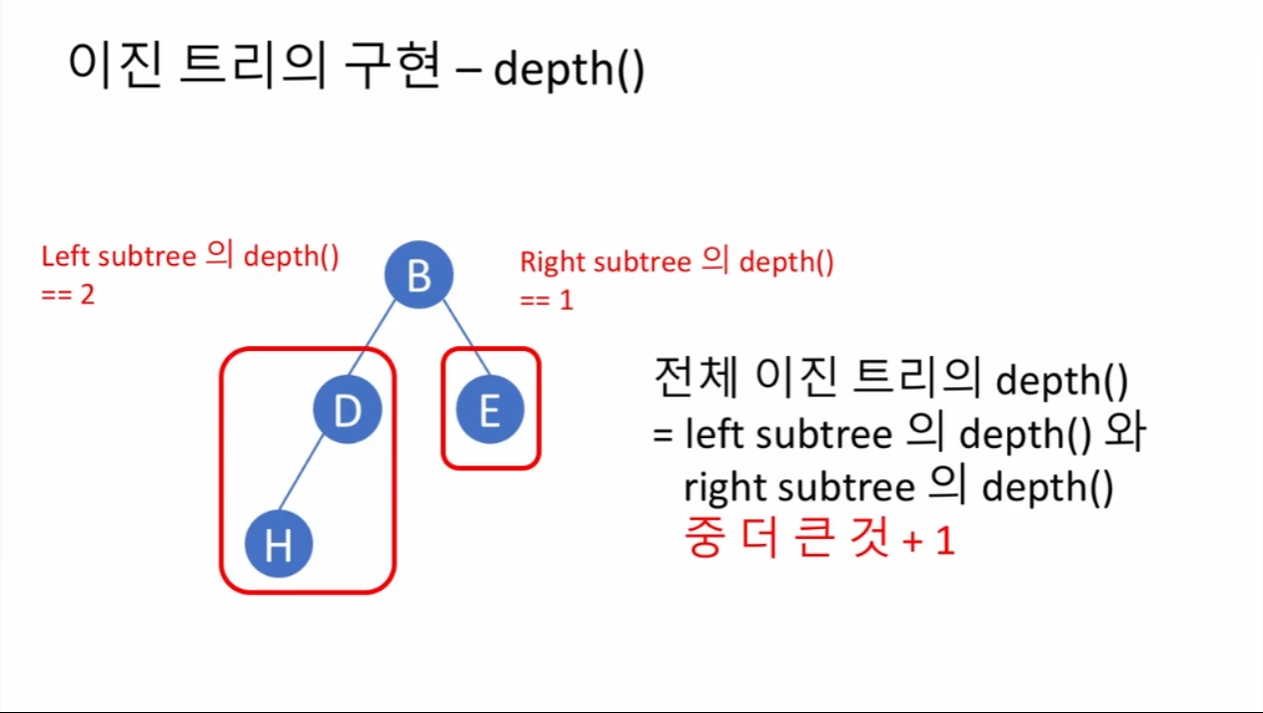 이진 트리의 구현 – depth()
Left subtree 의 depth()
== 2
B
Right subtree 의 depth()
== 1
D
E
H
전체 이진 트리의 depth()
= left subtree 의 depth() 와
right subtree 의 depth()
중 더 큰 것 + 1